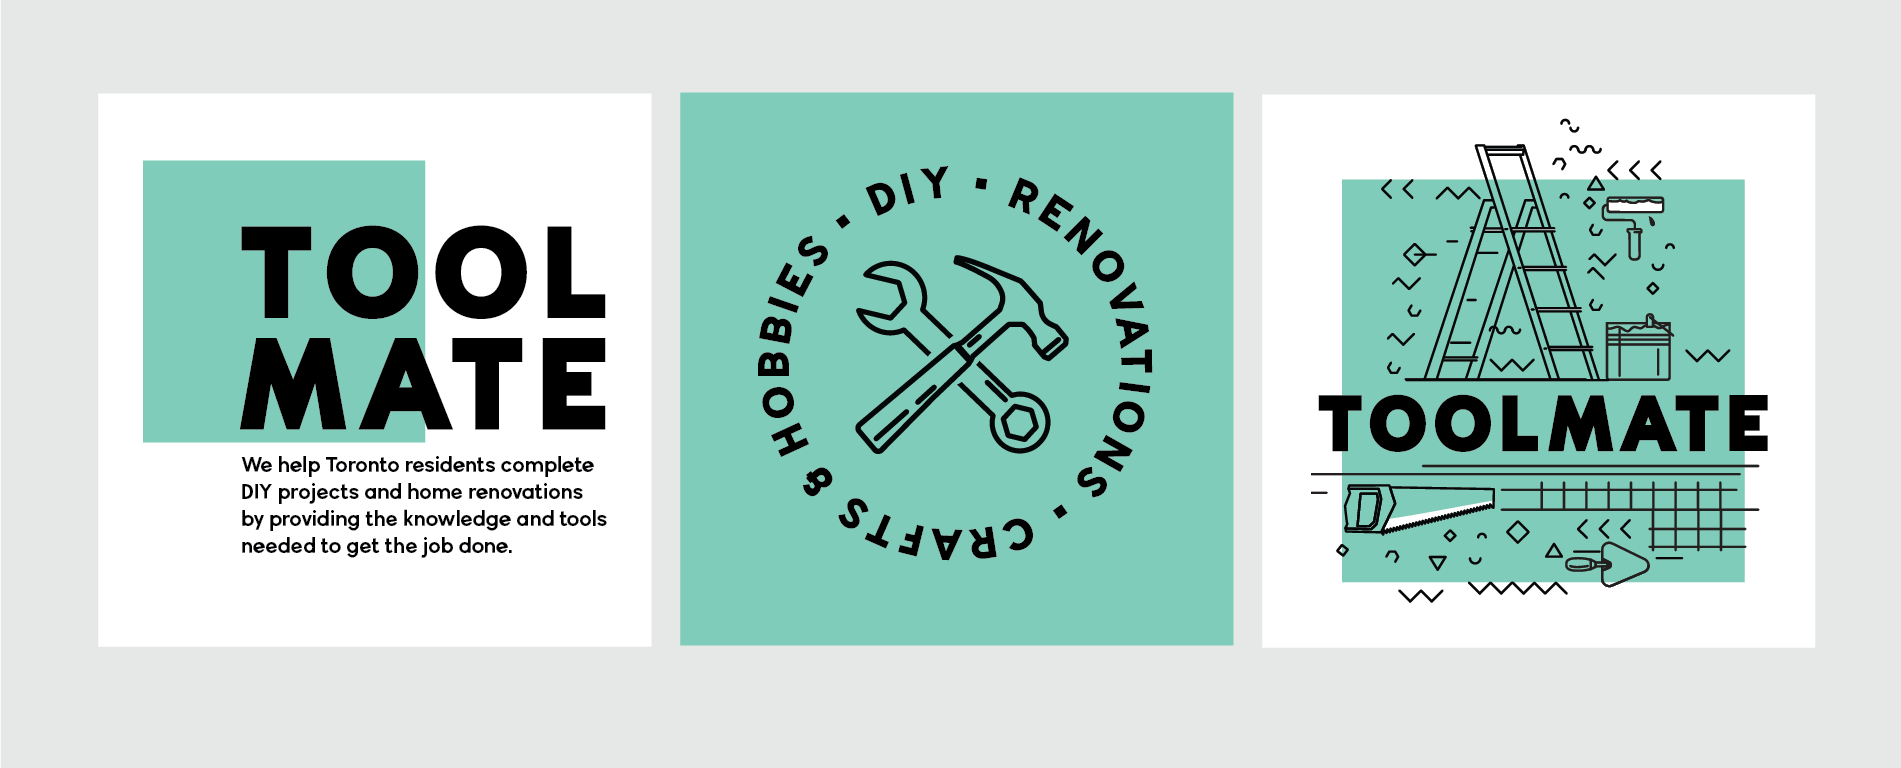 TOOL
MATE
We help Toronto residents complete
DIY projects and home renovations
by providing the knowledge and tools
needed to get the job done.
DIY · RENOVATIONS · CRAFTS & HOBBIES ·
TOOLMATE